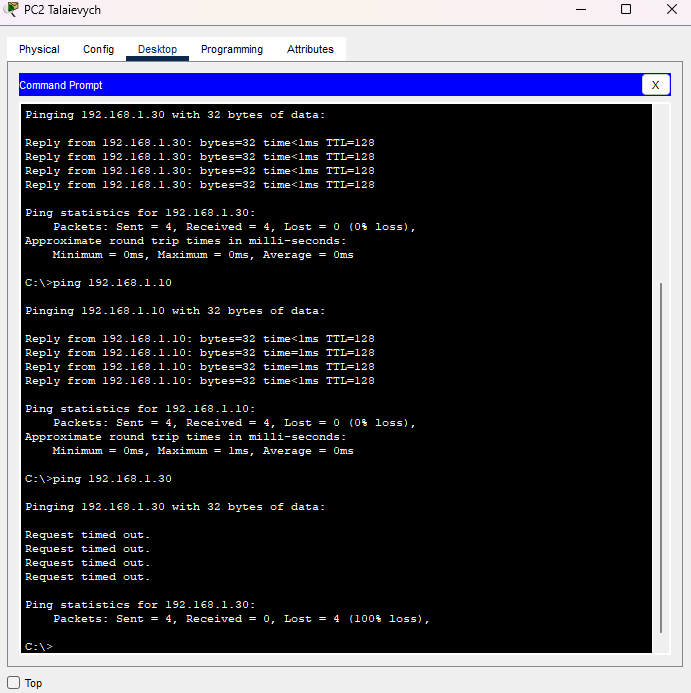 PC2 Talaievych
Physical Config Desktop Programming Attributes
Command Prompt X
Pinging 192.168.1.30 with 32 bytes of data:
Reply from 192.168.1.30: bytes=32 time<1ms TTL=128
Reply from 192.168.1.30: bytes=32 time<1ms TTL=128
Reply from 192.168.1.30: bytes=32 time<1ms TTL=128
Reply from 192.168.1.30: bytes=32 time<1ms TTL=128
Ping statistics for 192.168.1.30:
Packets: Sent = 4, Received = 4, Lost = 0 (0% loss),
Approximate round trip times in milli-seconds:
Minimum = 0ms, Maximum = 0ms, Average = 0ms
C:\>ping 192.168.1.10
Pinging 192.168.1.10 with 32 bytes of data:
Reply from 192.168.1.10: bytes=32 time<1ms TTL=128
Reply from 192.168.1.10: bytes=32 time=1ms TTL=128
Reply from 192.168.1.10: bytes=32 time=1ms TTL=128
Reply from 192.168.1.10: bytes=32 time<1ms TTL=128
Ping statistics for 192.168.1.10:
Packets: Sent = 4, Received = 4, Lost = 0 (0% loss),
Approximate round trip times in milli-seconds:
Minimum = 0ms, Maximum = 1ms, Average = 0ms
C:\>ping 192.168.1.30
Pinging 192.168.1.30 with 32 bytes of data:
Request timed out.
Request timed out.
Request timed out.
Request timed out.
Ping statistics for 192.168.1.30:
Packets: Sent = 4, Received = 0, Lost = 4 (100% loss),
C:\>
Top